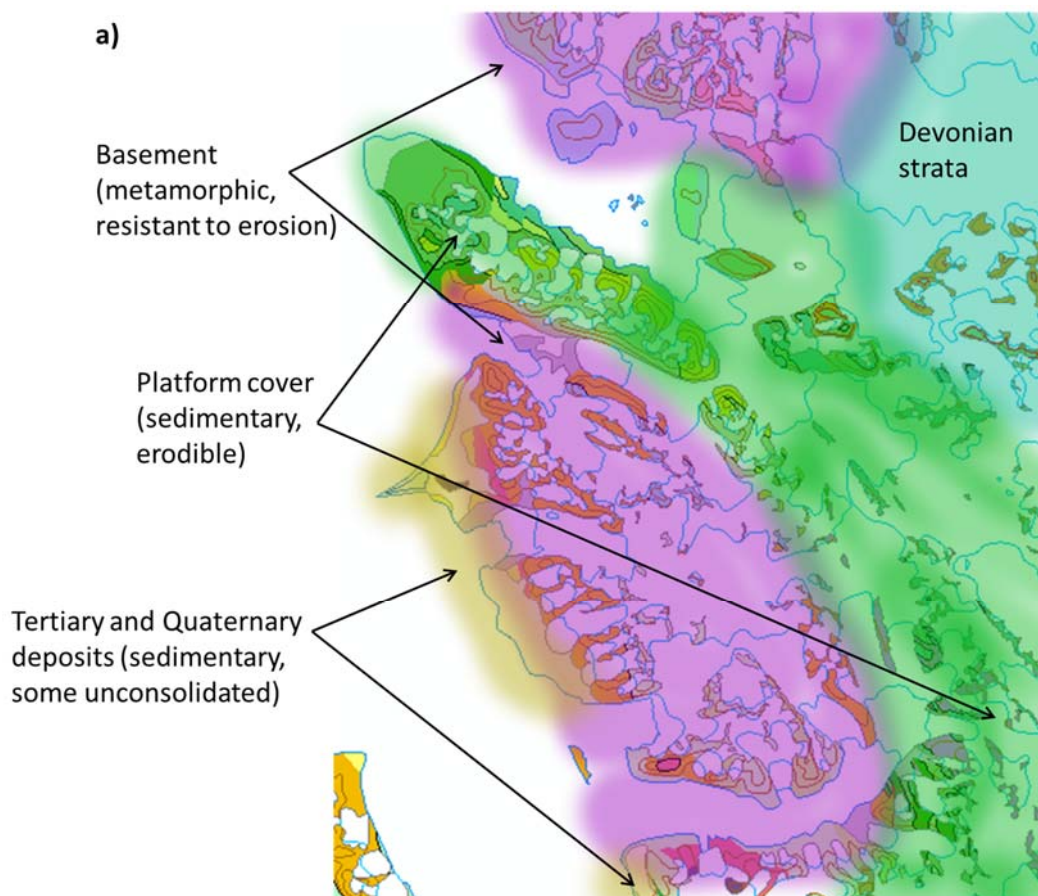 a)
Devonian
strata
Basement
(metamorphic,
resistant to erosion)
Platform cover
(sedimentary,
erodible)
Tertiary and Quaternary
deposits (sedimentary,
some unconsolidated)